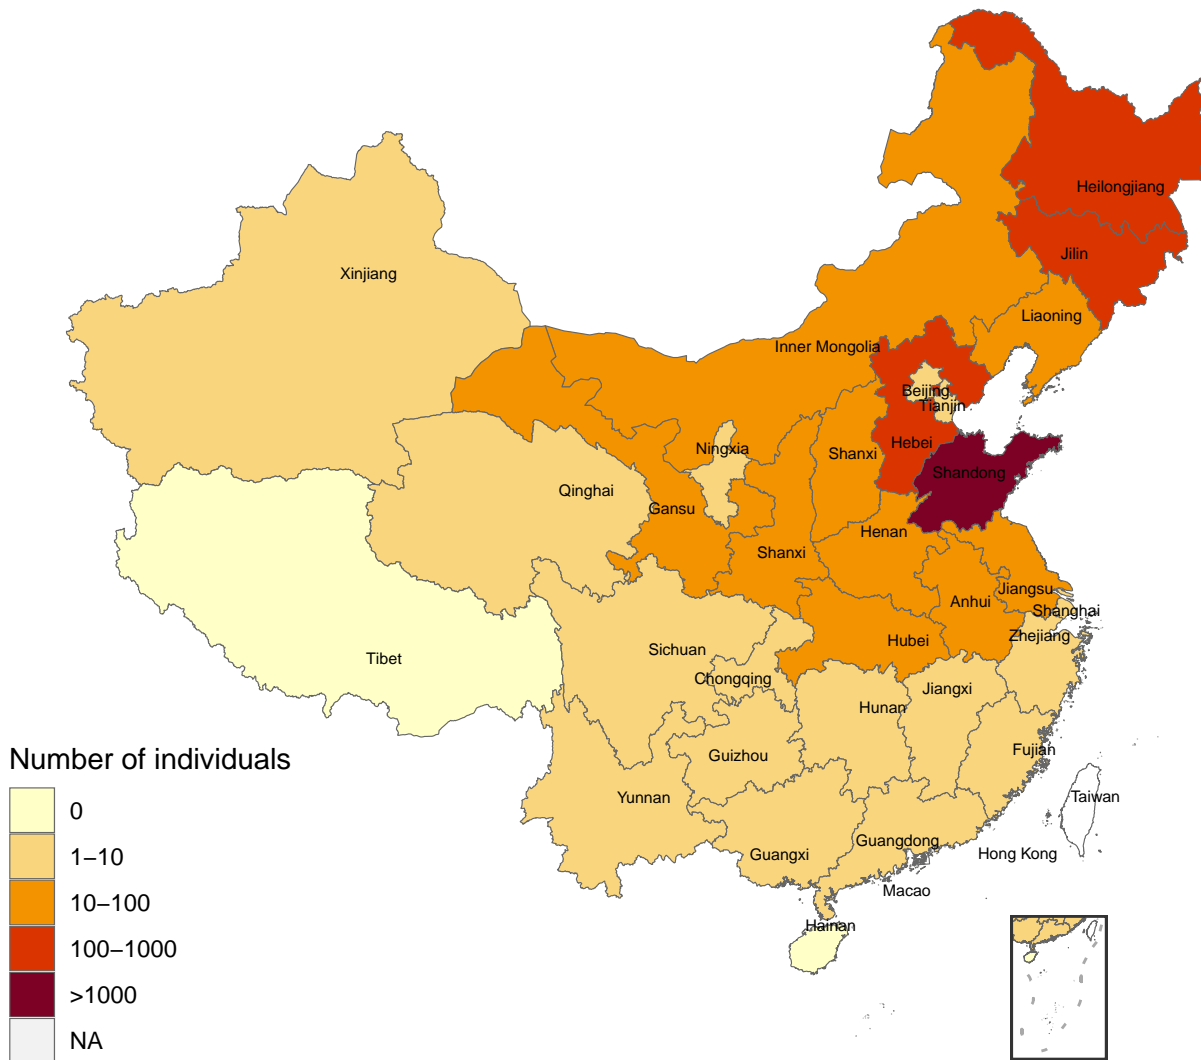 Heilongjiang
Jilin
Xinjiang
Liaoning
Inner Mongolia
Beijing
Tianjin
Hebei
Ningxia
Shanxi
Shandong
Qinghai
Gansu
Henan
Shanxi
Jiangsu
Anhui
Shanghai
Zhejiang
Hubei
Sichuan
Tibet
Chongqing
Jiangxi
Hunan
Fujian
Guizhou
Yunnan
Taiwan
Guangdong
Guangxi
Hong Kong
Macao
Hainan
Number of individuals
0
1–10
10–100
100–1000
>1000
NA